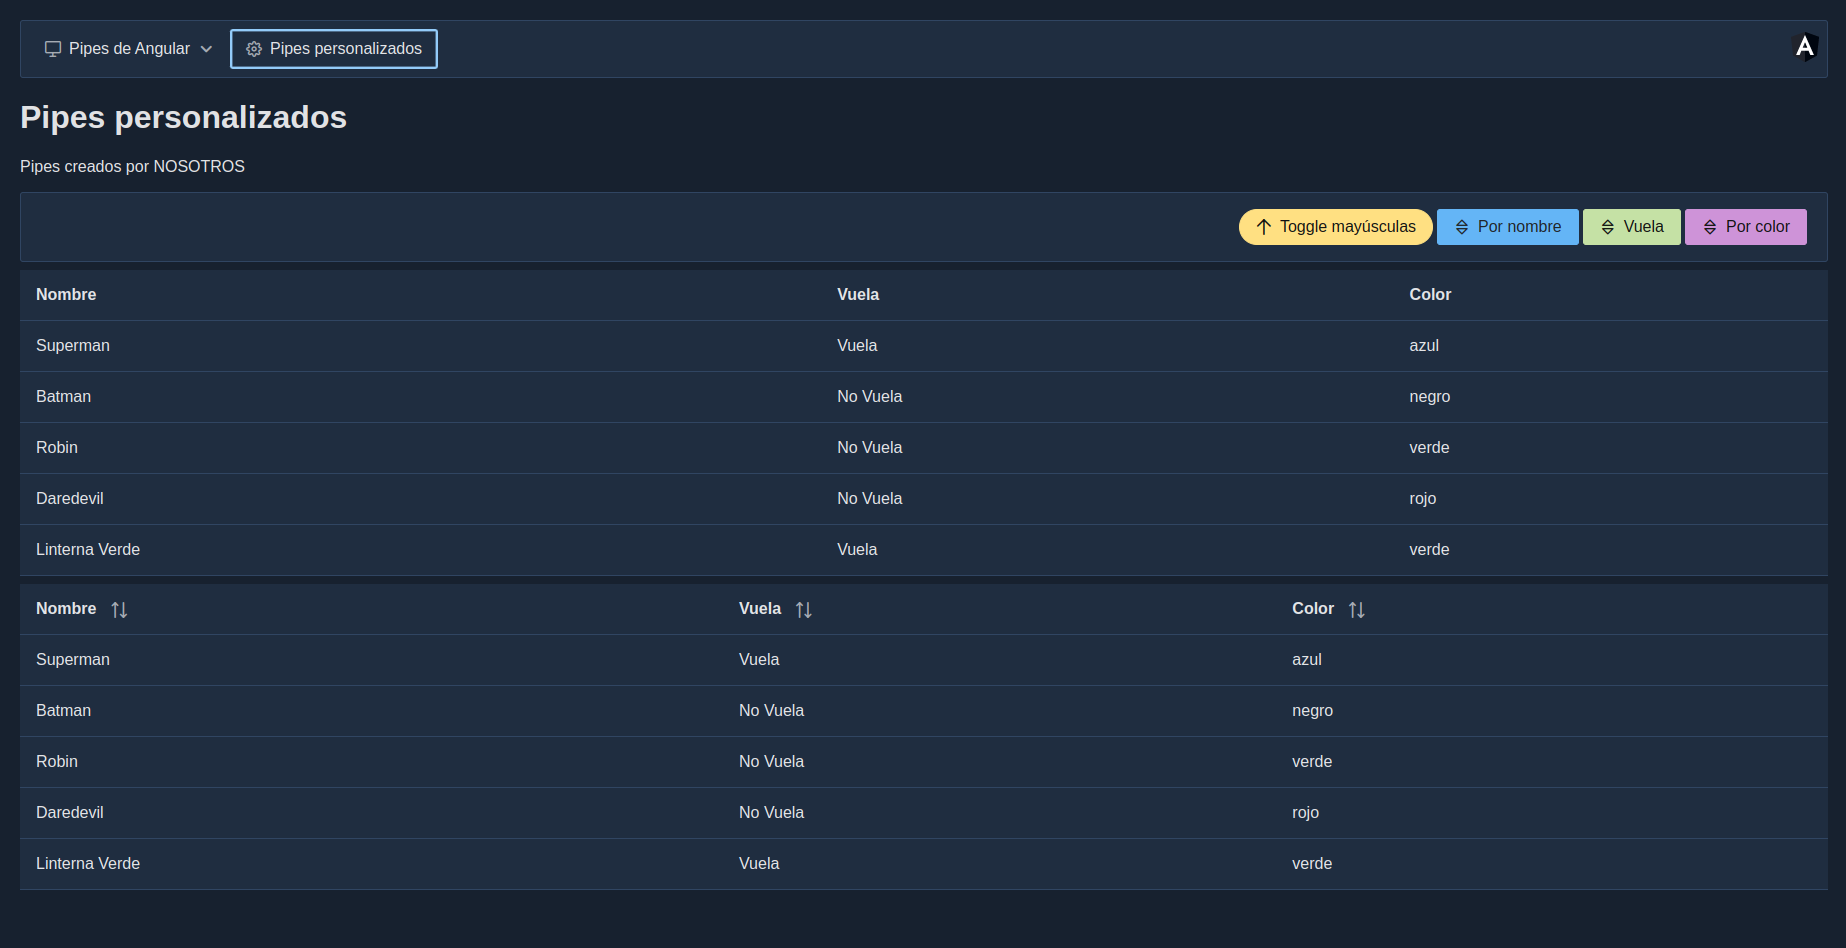 Pipes de Angular Pipes personalizados
Pipes personalizados
Pipes creados por NOSOTROS
Toggle mayúsculas Por nombre Vuela Por color
Nombre Vuela Color
Superman Vuela azul
Batman No Vuela negro
Robin No Vuela verde
Daredevil No Vuela rojo
Linterna Verde Vuela verde
Nombre Vuela Color
Superman Vuela azul
Batman No Vuela negro
Robin No Vuela verde
Daredevil No Vuela rojo
Linterna Verde Vuela verde